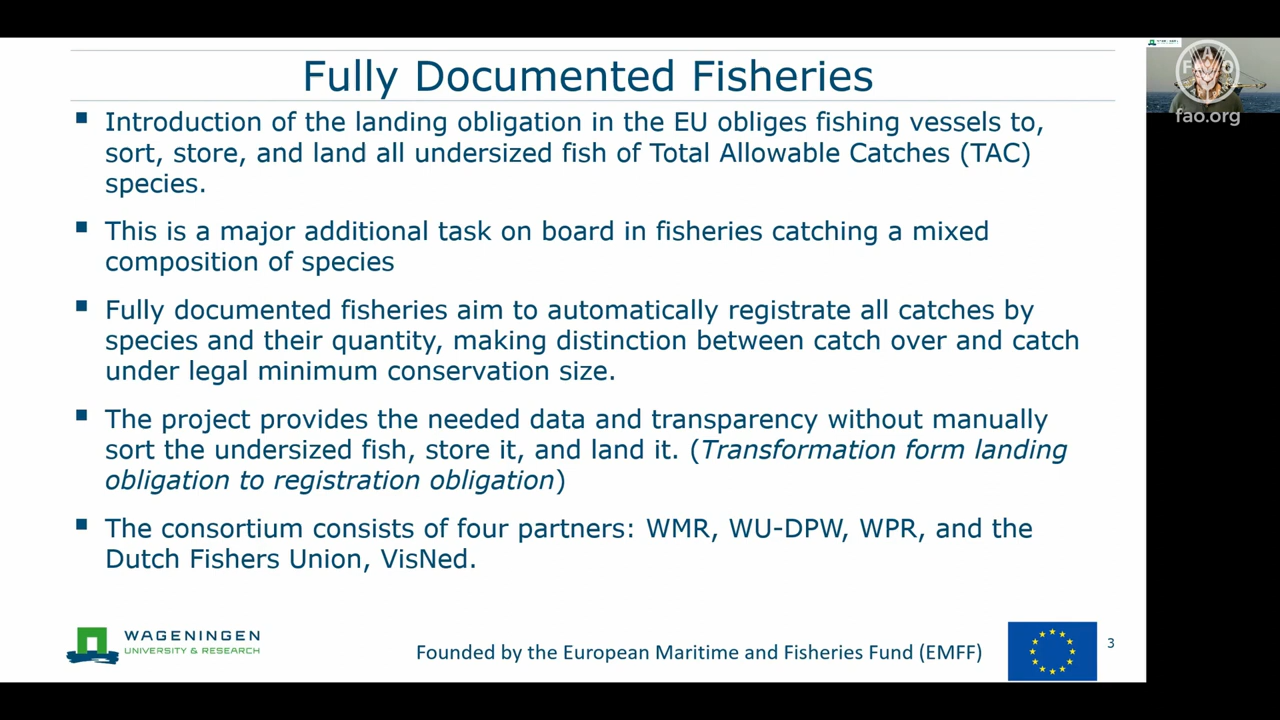 Fully Documented Fisheries
Introduction of the landing obligation in the EU obliges fishing vessels to,
sort, store, and land all undersized fish of Total Allowable Catches (TAC)
species.
This is a major additional task on board in fisheries catching a mixed
composition of species
Fully documented fisheries aim to automatically registrate all catches by
species and their quantity, making distinction between catch over and catch
under legal minimum conservation size.
The project provides the needed data and transparency without manually
sort the undersized fish, store it, and land it. (Transformation form landing
obligation to registration obligation)
The consortium consists of four partners: WMR, WU-DPW, WPR, and the
Dutch Fishers Union, VisNed.
WAGENINGEN
UNIVERSITY & RESEARCH
Founded by the European Maritime and Fisheries Fund (EMFF)
3
F A O
fao.org